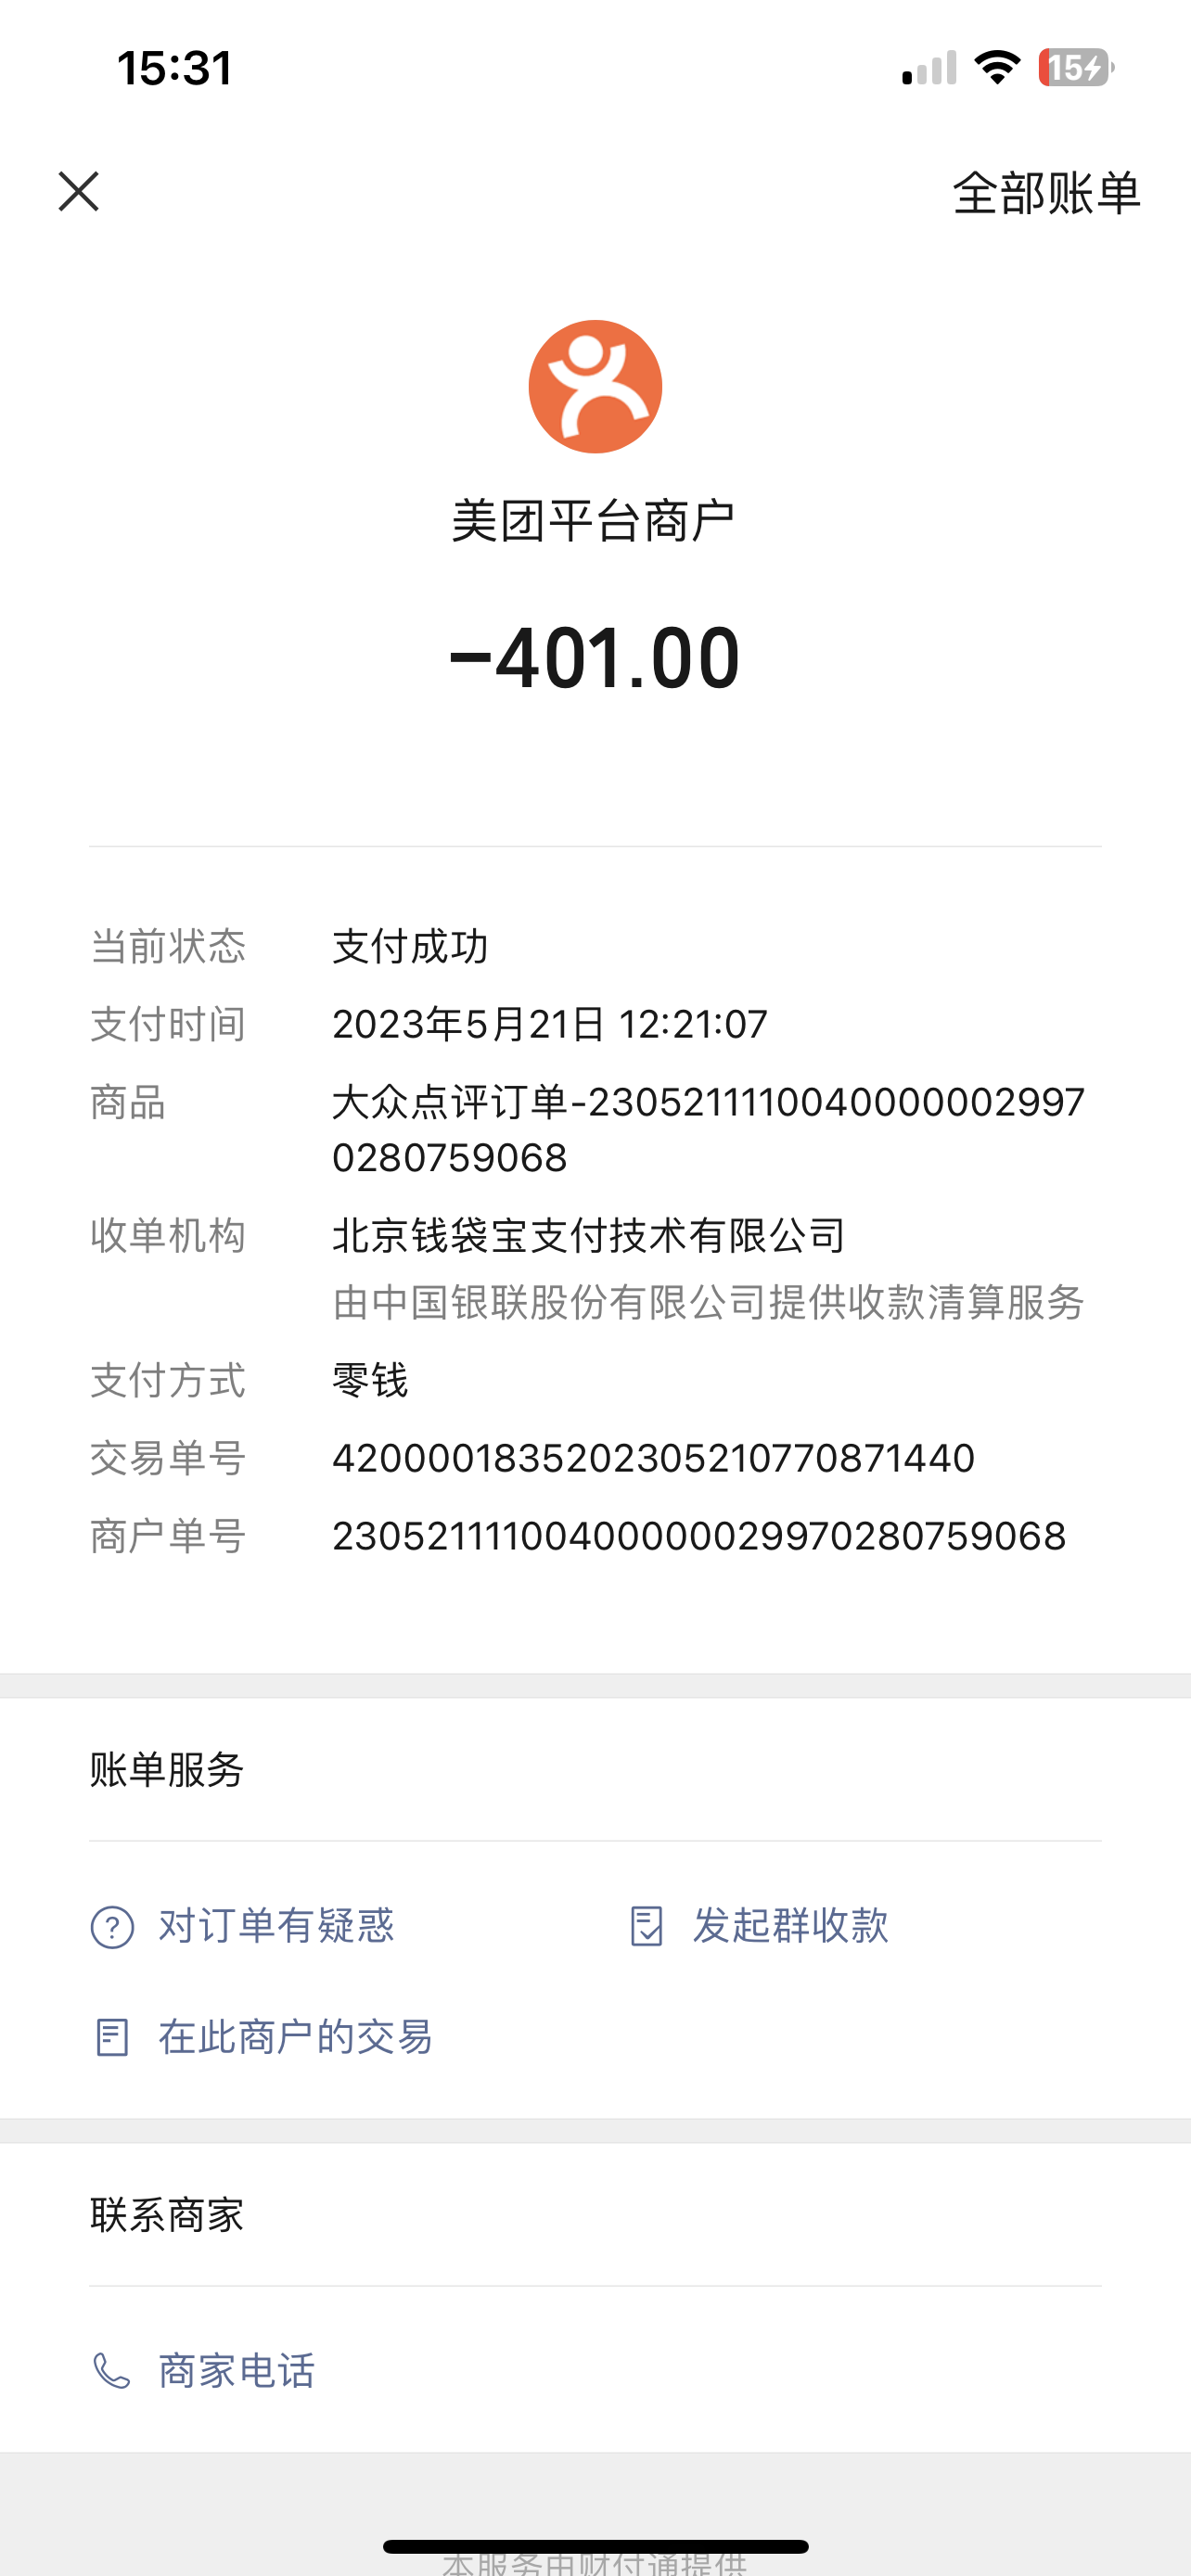 15:31
15
全部账单
美团平台商户
-401.00
当前状态 支付成功
支付时间 2023年5月21日 12:21:07
商品 大众点评订单-23052111100400000002997
0280759068
收单机构 北京钱袋宝支付技术有限公司
由中国银联股份有限公司提供收款清算服务
支付方式 零钱
交易单号 4200001835202305210770871440
商户单号 23052111100400000029970280759068
账单服务
对订单有疑惑 发起群收款
在此商户的交易
联系商家
商家电话
本服务由财付通提供